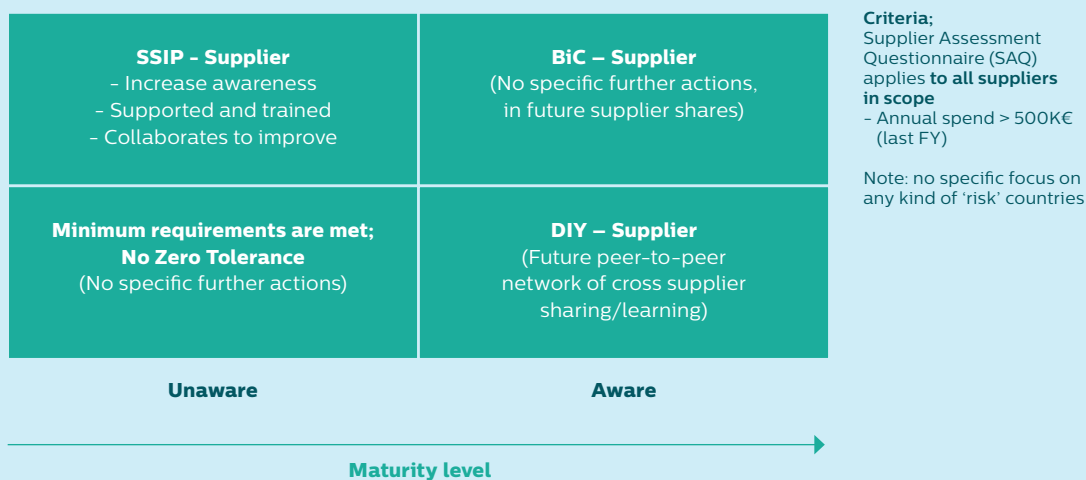 SSIP - Supplier
- Increase awareness
- Supported and trained
- Collaborates to improve
BiC – Supplier
(No specific further actions,
in future supplier shares)
Minimum requirements are met;
No Zero Tolerance
(No specific further actions)
DIY – Supplier
(Future peer-to-peer
network of cross supplier
sharing/learning)
Unaware
Aware
Maturity level
Criteria;
Supplier Assessment
Questionnaire (SAQ)
applies to all suppliers
in scope
- Annual spend > 500K€
(last FY)
Note: no specific focus on
any kind of ‘risk’ countries